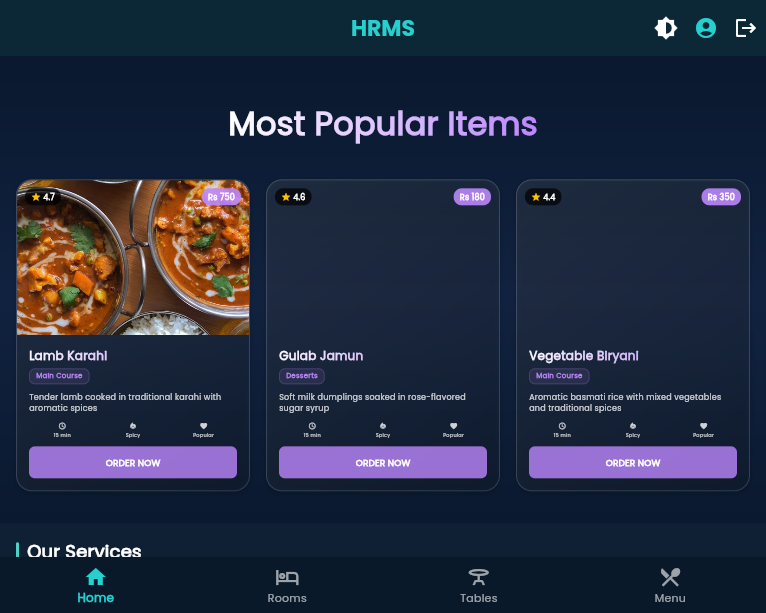 HRMS
Most Popular Items
4.7
Rs 750
4.6
Rs 180
4.4
Rs 350
Lamb Karahi
Main Course
Tender lamb cooked in traditional karahi with
aromatic spices
15 min
Spicy
Popular
ORDER NOW
Gulab Jamun
Desserts
Soft milk dumplings soaked in rose-flavored
sugar syrup
15 min
Spicy
Popular
ORDER NOW
Vegetable Biryani
Main Course
Aromatic basmati rice with mixed vegetables
and traditional spices
15 min
Spicy
Popular
ORDER NOW
Our Services
Home
Rooms
Tables
Menu